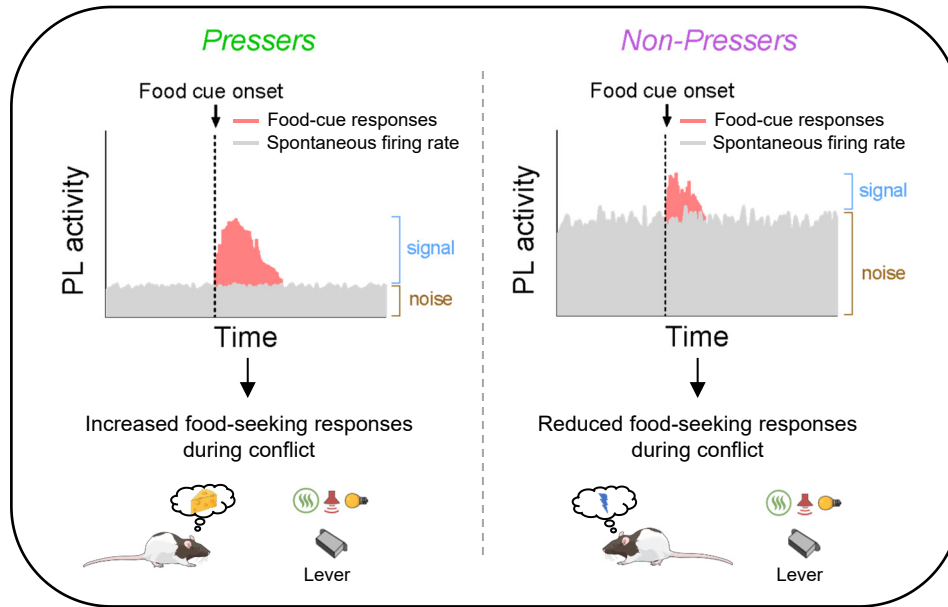 Pressers
Food cue onset
Food-cue responses
Spontaneous firing rate
PL activity
signal
noise
Time
Increased food-seeking responses
during conflict
Lever
Non-Pressers
Food cue onset
Food-cue responses
Spontaneous firing rate
PL activity
signal
noise
Time
Reduced food-seeking responses
during conflict
Lever